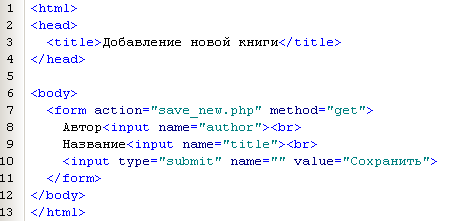 1 <html>
2 <head>
3 <title>Добавление новой книги</title>
4 </head>
5
6 <body>
7 <form action="save_new.php" method="get">
8 Автор<input name="author"><br>
9 Название<input name="title"><br>
10 <input type="submit" name="" value="Сохранить">
11 </form>
12 </body>
13 </html>